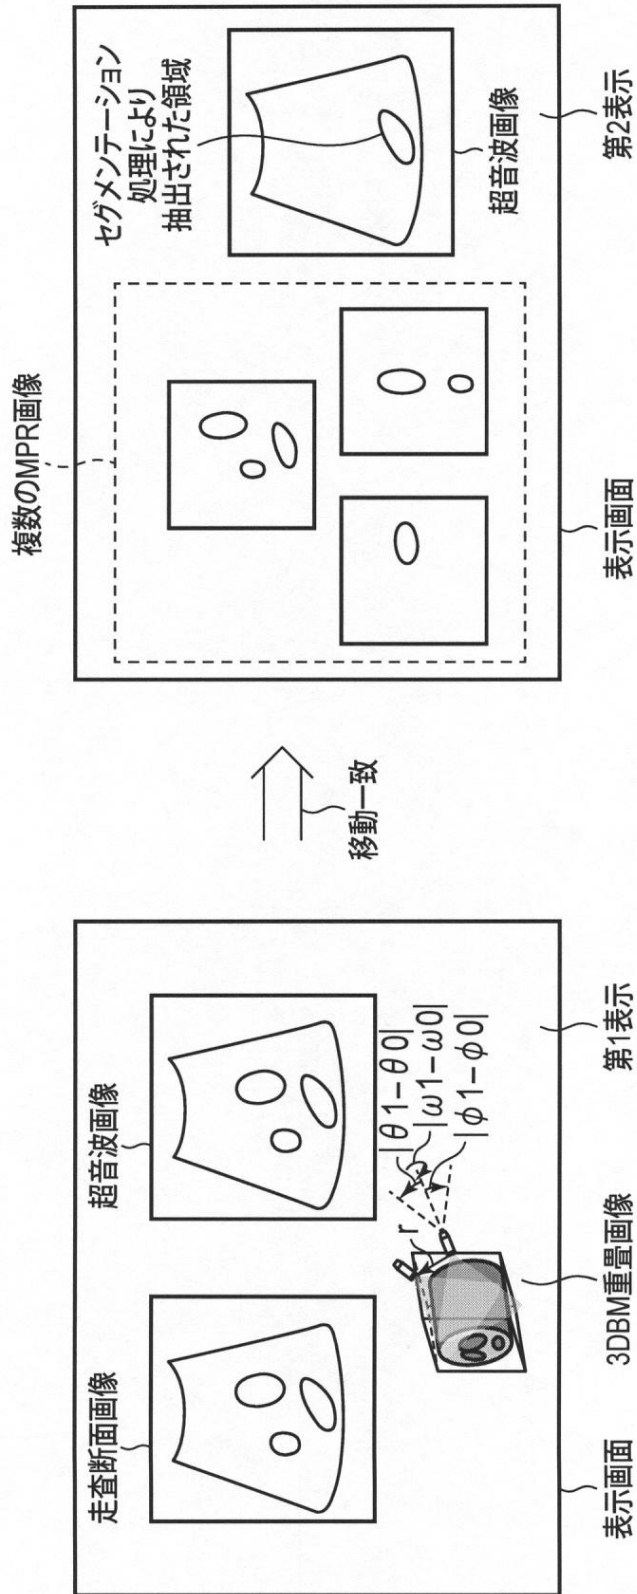 走査断面画像
超音波画像
|θ1−θ0|
|ω1−ω0|
|φ1−φ0|
r
表示画面
3DBM重畳画像
第1表示
移動一致
複数のMPR画像
セグメンテーション
処理により
抽出された領域
超音波画像
表示画面
第2表示